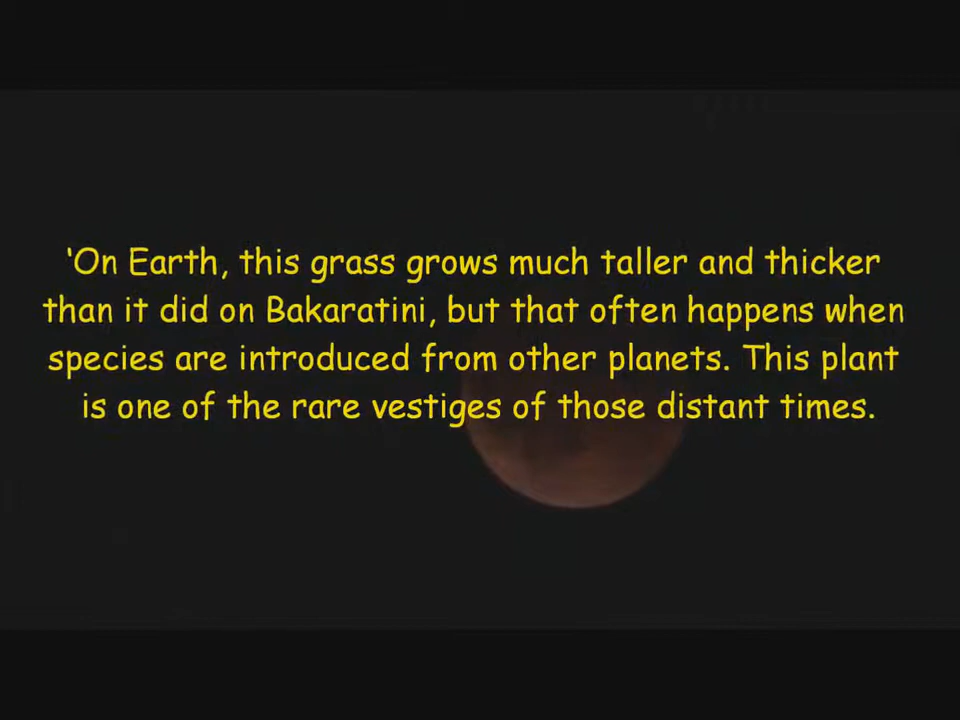 ‘On Earth, this grass grows much taller and thicker
than it did on Bakaratini, but that often happens when
species are introduced from other planets. This plant
is one of the rare vestiges of those distant times.